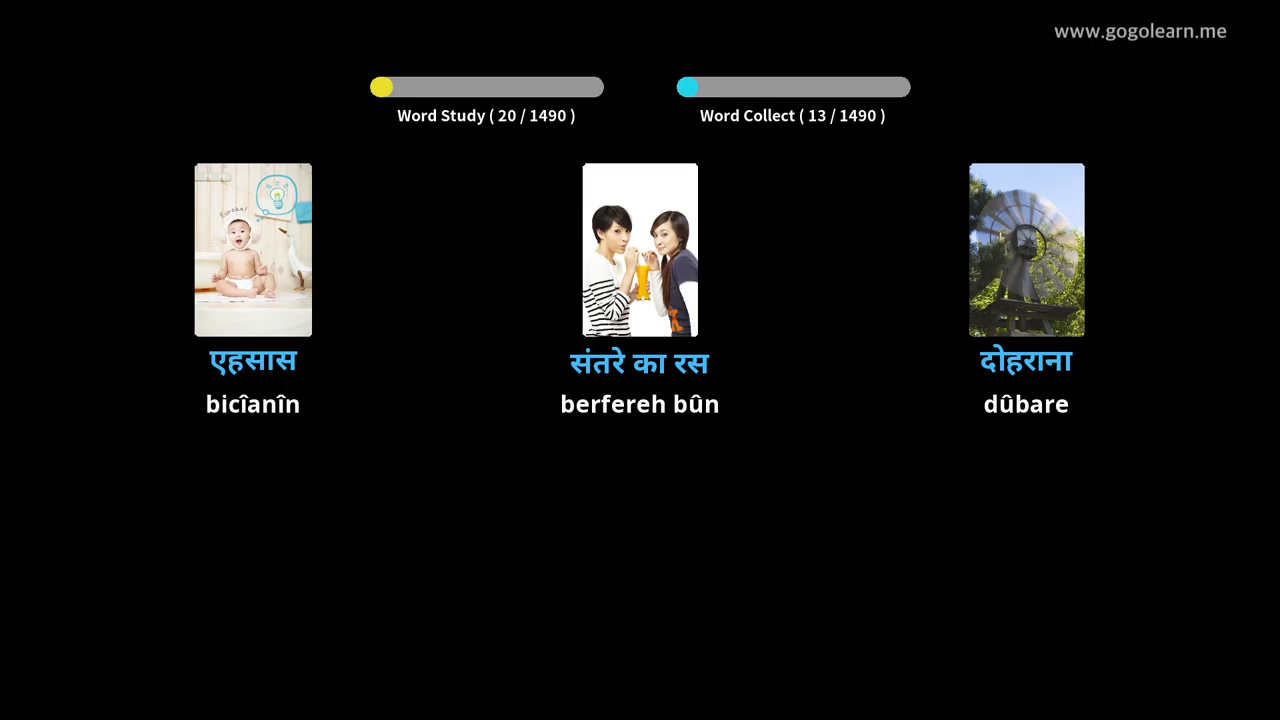 www.gogolearn.me
Word Study ( 20 / 1490 )
Word Collect ( 13 / 1490 )
Eureka!
एहसास
संतरे का रस
दोहराना
bicîanîn
berfereh bûn
dûbare